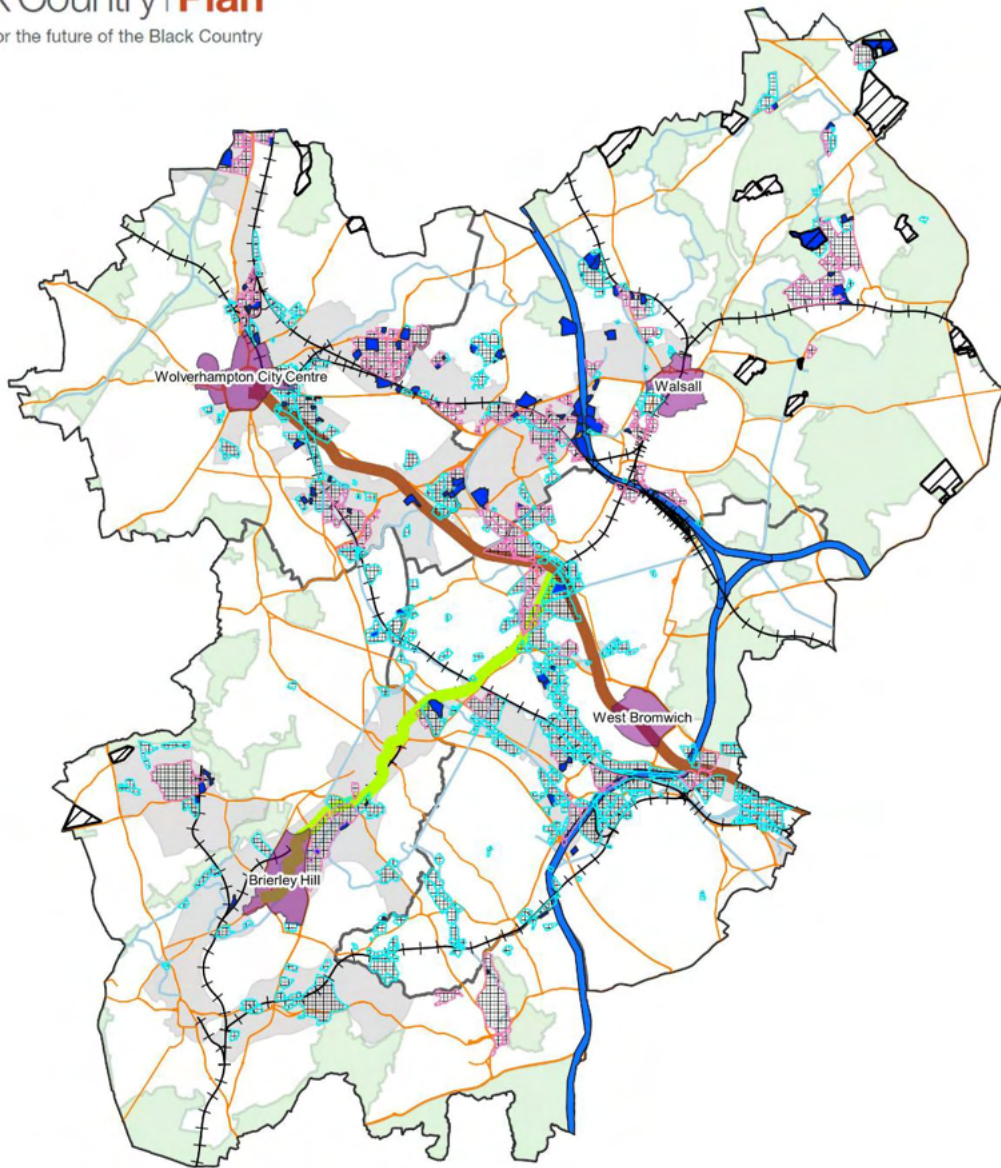 k Country Plan
or the future of the Black Country
Wolverhampton City Centre
Walsall
West Bromwich
Brierley Hill